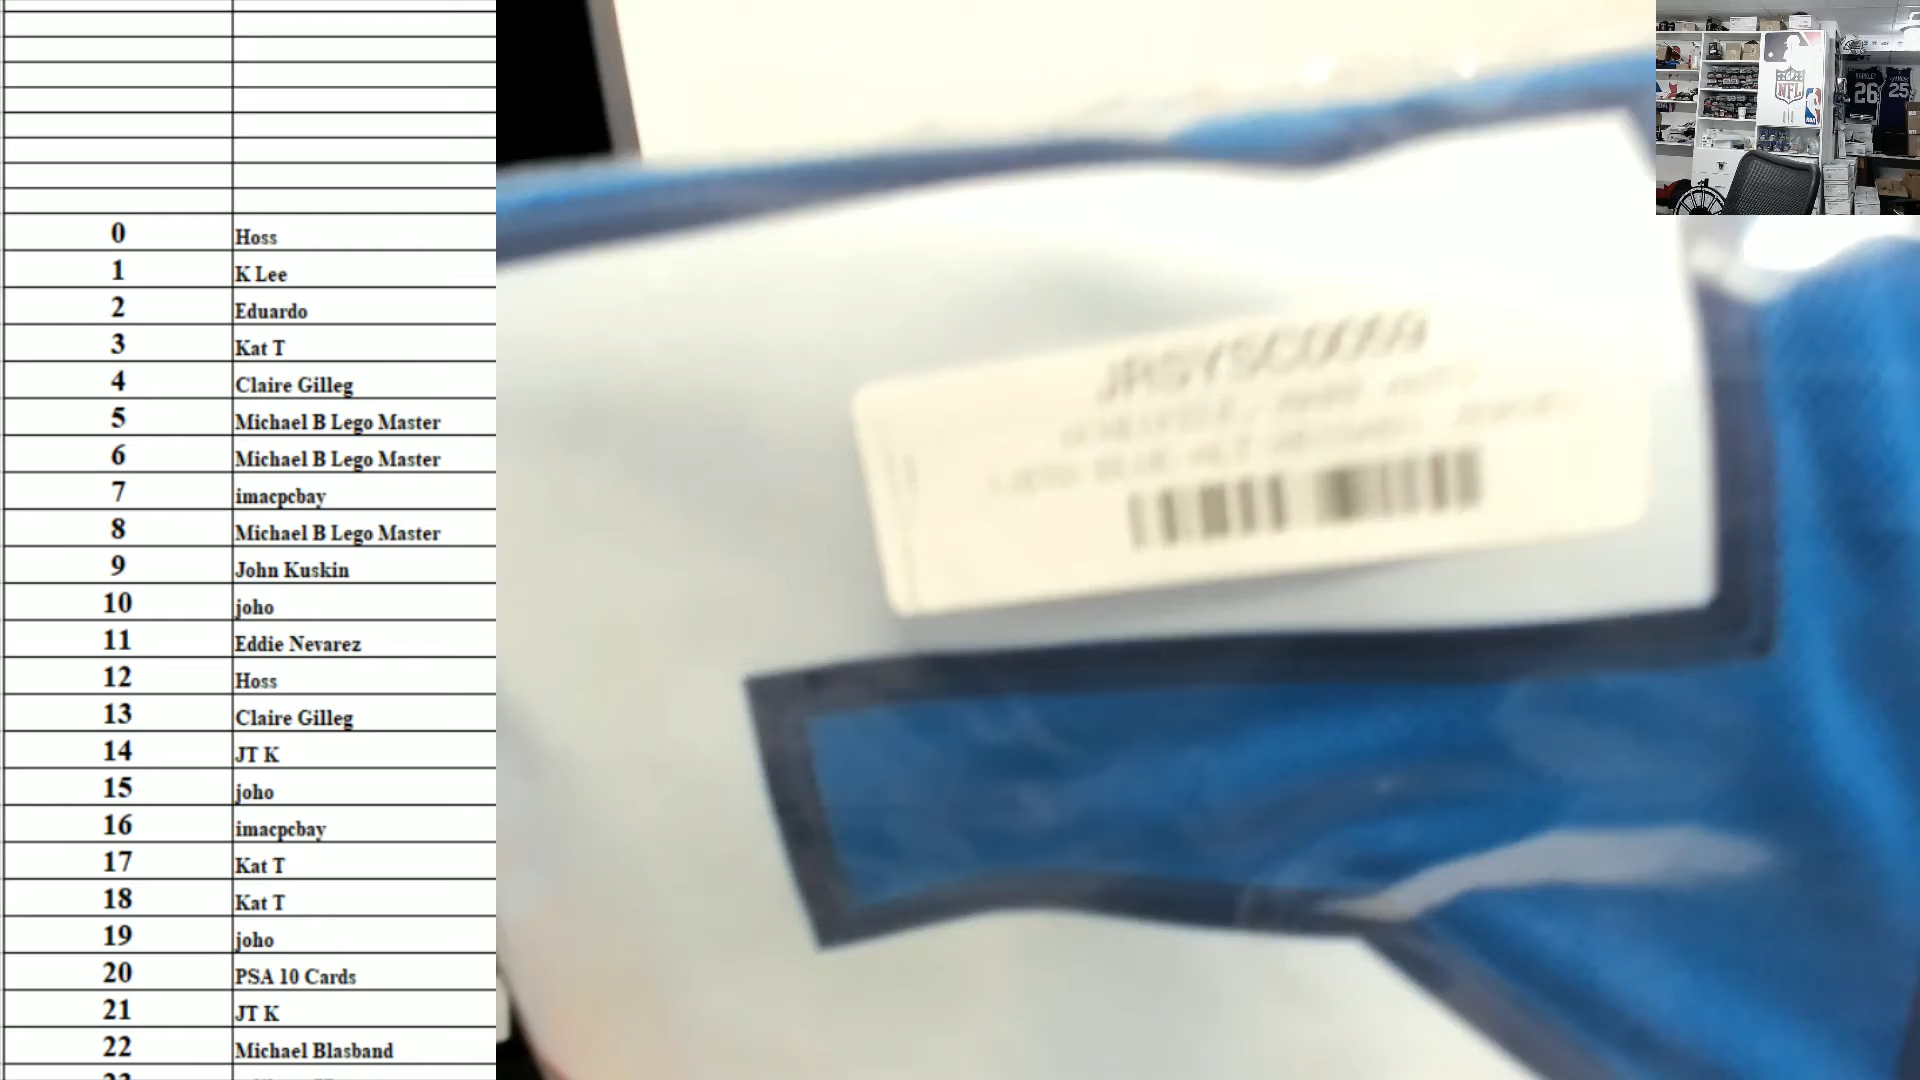 0 Hoss
1 K Lee
2 Eduardo
3 Kat T
4 Claire Gilleg
5 Michael B Lego Master
6 Michael B Lego Master
7 imacpcbay
8 Michael B Lego Master
9 John Kuskin
10 joho
11 Eddie Nevarez
12 Hoss
13 Claire Gilleg
14 JT K
15 joho
16 imacpcbay
17 Kat T
18 Kat T
19 joho
20 PSA 10 Cards
21 JT K
22 Michael Blasband
NFL
26
25
JRSYSC0059